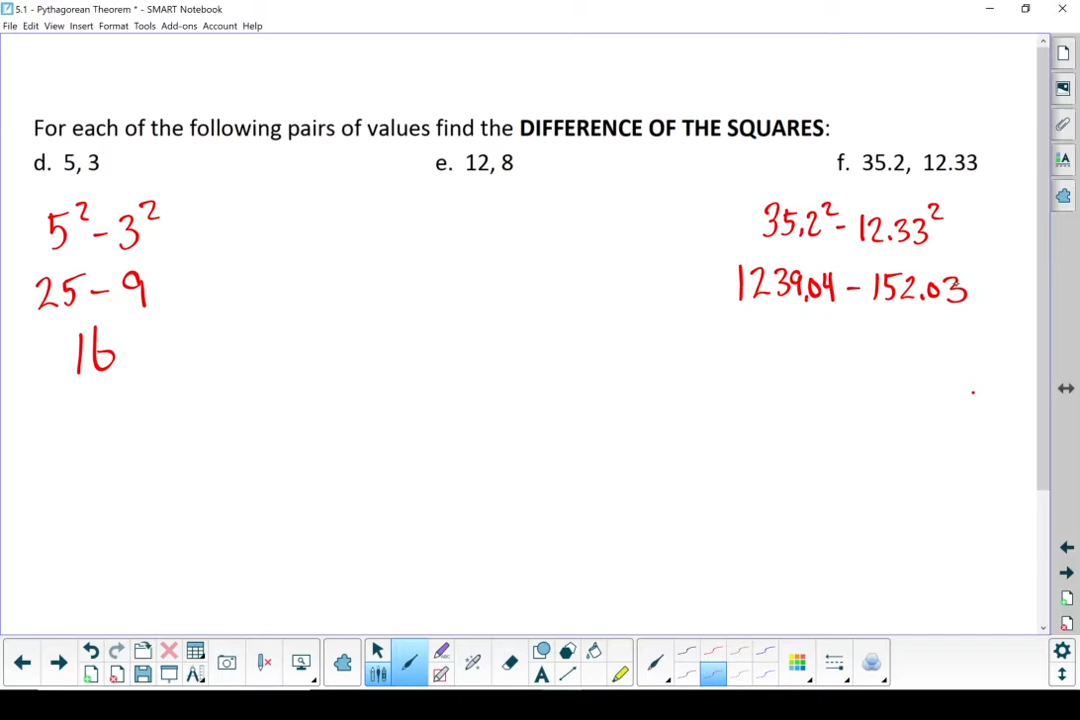 5.1 - Pythagorean Theorem * - SMART Notebook
File Edit View Insert Format Tools Add-ons Account Help
For each of the following pairs of values find the DIFFERENCE OF THE SQUARES:
d. 5, 3 e. 12, 8 f. 35.2, 12.33
5² - 3² 35.2² - 12.33²
25 - 9 1239.04 - 152.03
16